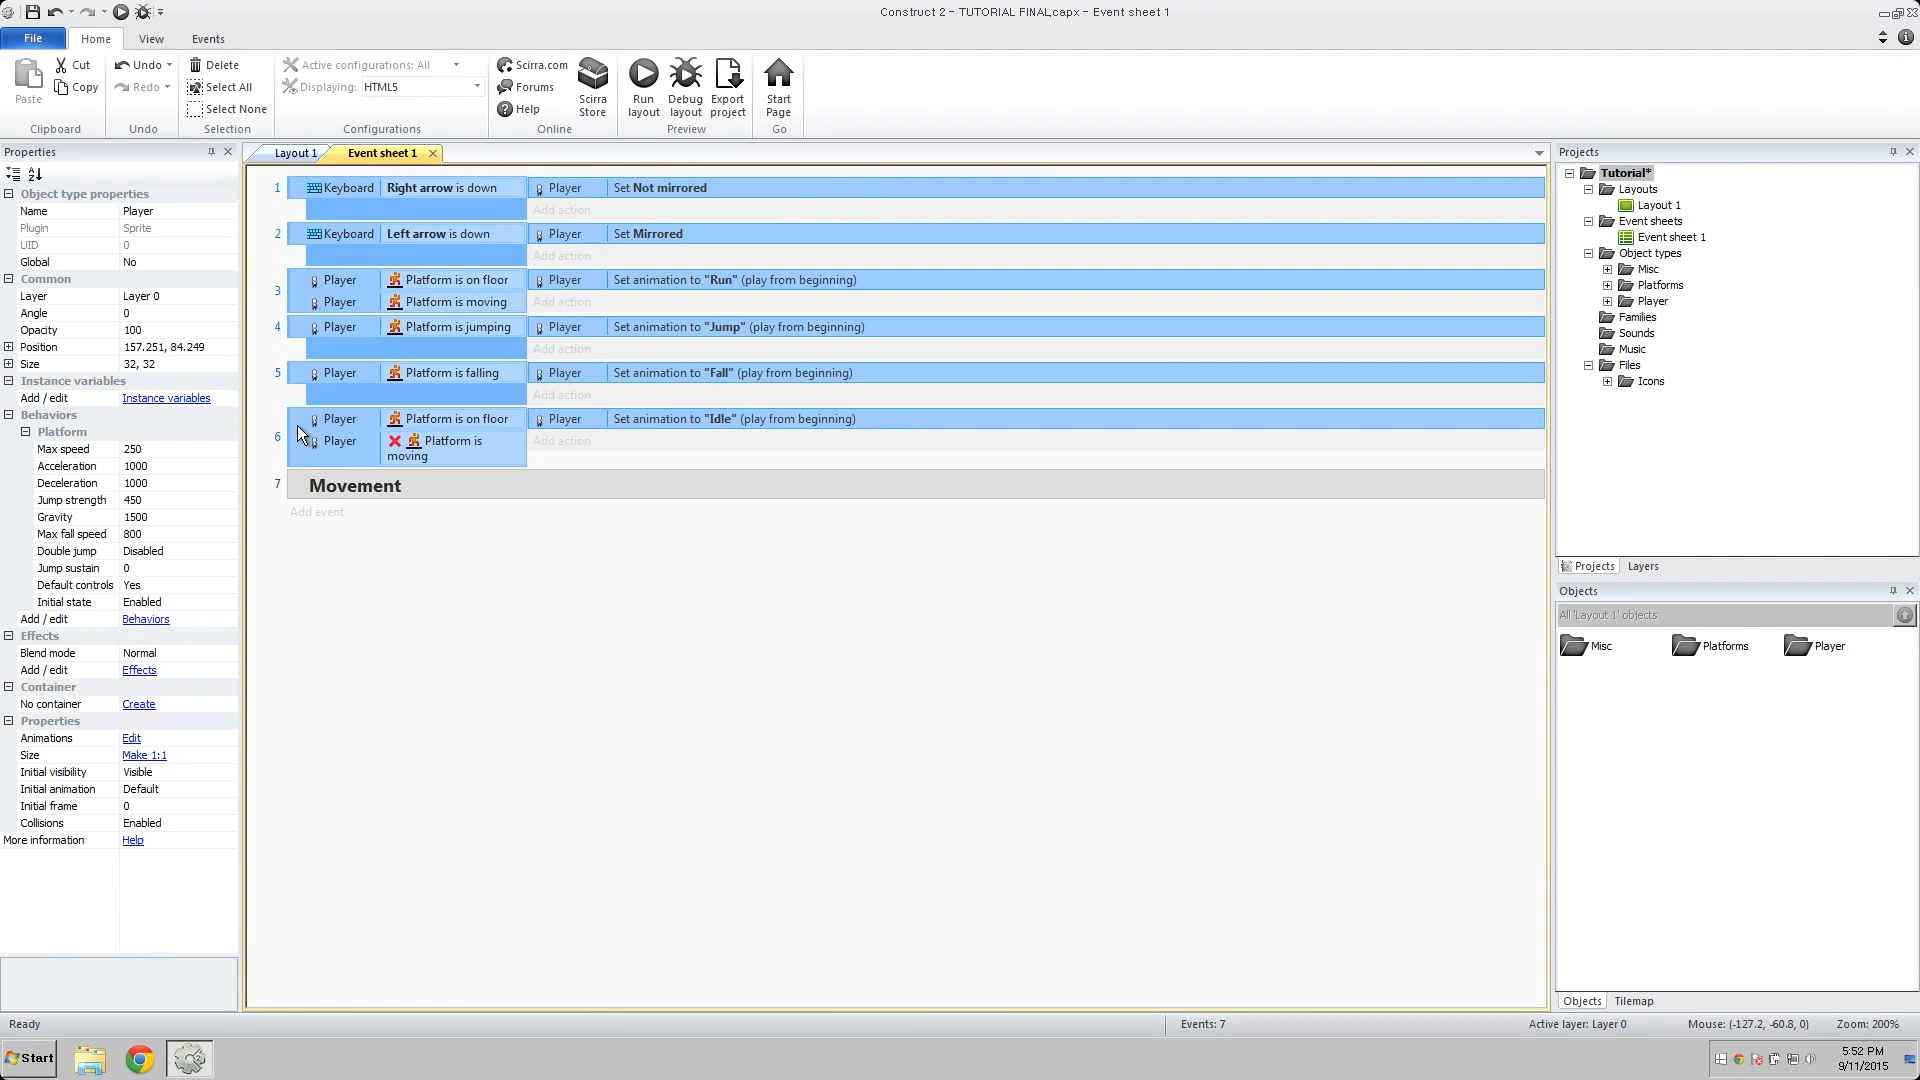 Construct 2 - TUTORIAL FINAL.capx - Event sheet 1
File Home View Events
Paste Cut Copy Clipboard
Undo Redo Undo
Delete Select All Select None Selection
Active configurations: All
Displaying: HTML5
Configurations
Scirra.com Forums Help Scirra Store Online
Run layout Debug layout Export project Preview
Start Page Go
Properties
Object type properties
Name Player
Plugin Sprite
UID 0
Global No
Common
Layer Layer 0
Angle 0
Opacity 100
Position 157.251, 84.249
Size 32, 32
Instance variables
Add / edit Instance variables
Behaviors
Platform
Max speed 250
Acceleration 1000
Deceleration 1000
Jump strength 450
Gravity 1500
Max fall speed 800
Double jump Disabled
Jump sustain 0
Default controls Yes
Initial state Enabled
Add / edit Behaviors
Effects
Blend mode Normal
Add / edit Effects
Container
No container Create
Properties
Animations Edit
Size Make 1:1
Initial visibility Visible
Initial animation Default
Initial frame 0
Collisions Enabled
More information Help
Layout 1 Event sheet 1
1 Keyboard Right arrow is down Player Set Not mirrored
Add action
2 Keyboard Left arrow is down Player Set Mirrored
Add action
3 Player Platform is on floor Player Set animation to "Run" (play from beginning)
Player Platform is moving Add action
4 Player Platform is jumping Player Set animation to "Jump" (play from beginning)
Add action
5 Player Platform is falling Player Set animation to "Fall" (play from beginning)
Add action
6 Player Platform is on floor Player Set animation to "Idle" (play from beginning)
Player Platform is moving Add action
7 Movement
Add event
Projects
Tutorial*
Layouts
Layout 1
Event sheets
Event sheet 1
Object types
Misc
Platforms
Player
Families
Sounds
Music
Files
Icons
Projects Layers
Objects
All 'Layout 1' objects
Misc Platforms Player
Objects Tilemap
Ready Events: 7 Active layer: Layer 0 Mouse: (-127.2, -60.8, 0) Zoom: 200%
Start 5:52 PM
9/11/2015